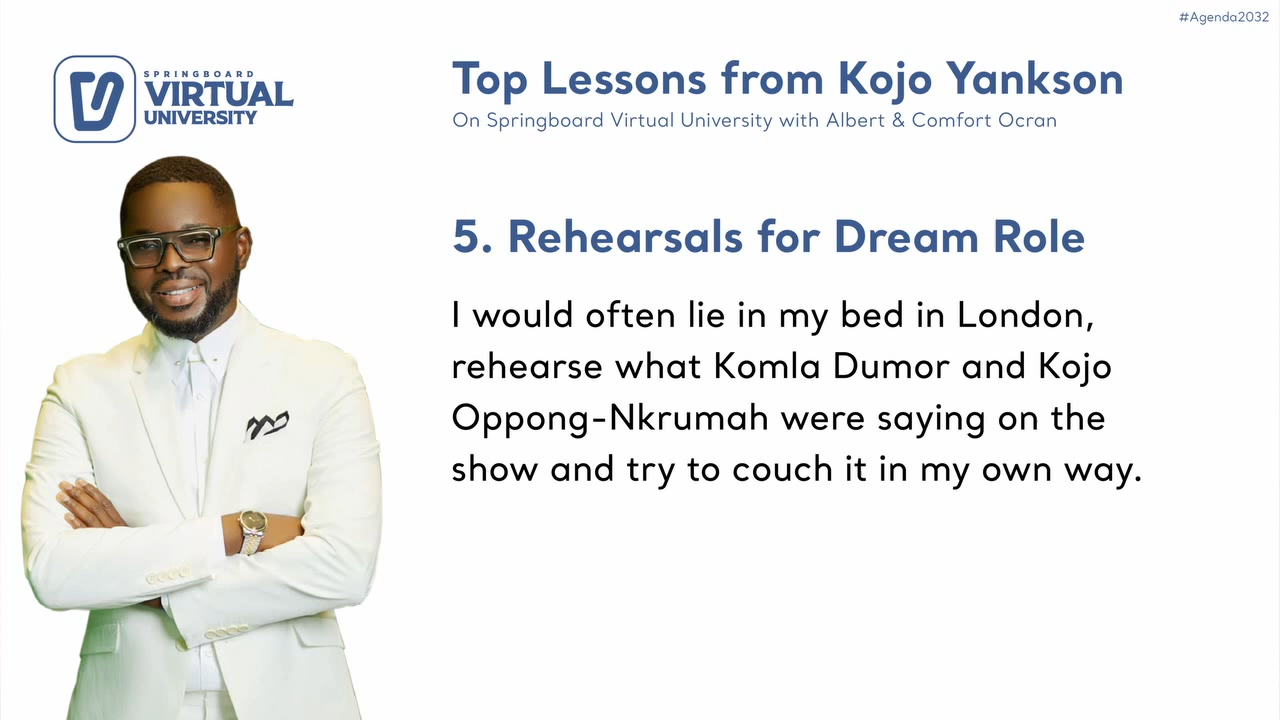 #Agenda2032
SPRINGBOARD
VIRTUAL
UNIVERSITY
Top Lessons from Kojo Yankson
On Springboard Virtual University with Albert & Comfort Ocran
5. Rehearsals for Dream Role
I would often lie in my bed in London,
rehearse what Komla Dumor and Kojo
Oppong-Nkrumah were saying on the
show and try to couch it in my own way.